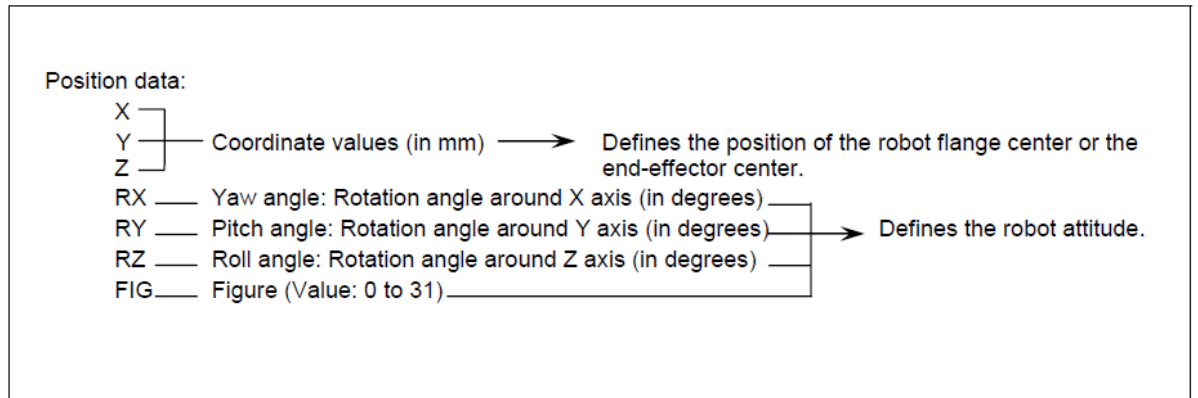 Position data:
X
Y Coordinate values (in mm) Defines the position of the robot flange center or the
Z end-effector center.
RX Yaw angle: Rotation angle around X axis (in degrees)
RY Pitch angle: Rotation angle around Y axis (in degrees) Defines the robot attitude.
RZ Roll angle: Rotation angle around Z axis (in degrees)
FIG Figure (Value: 0 to 31)